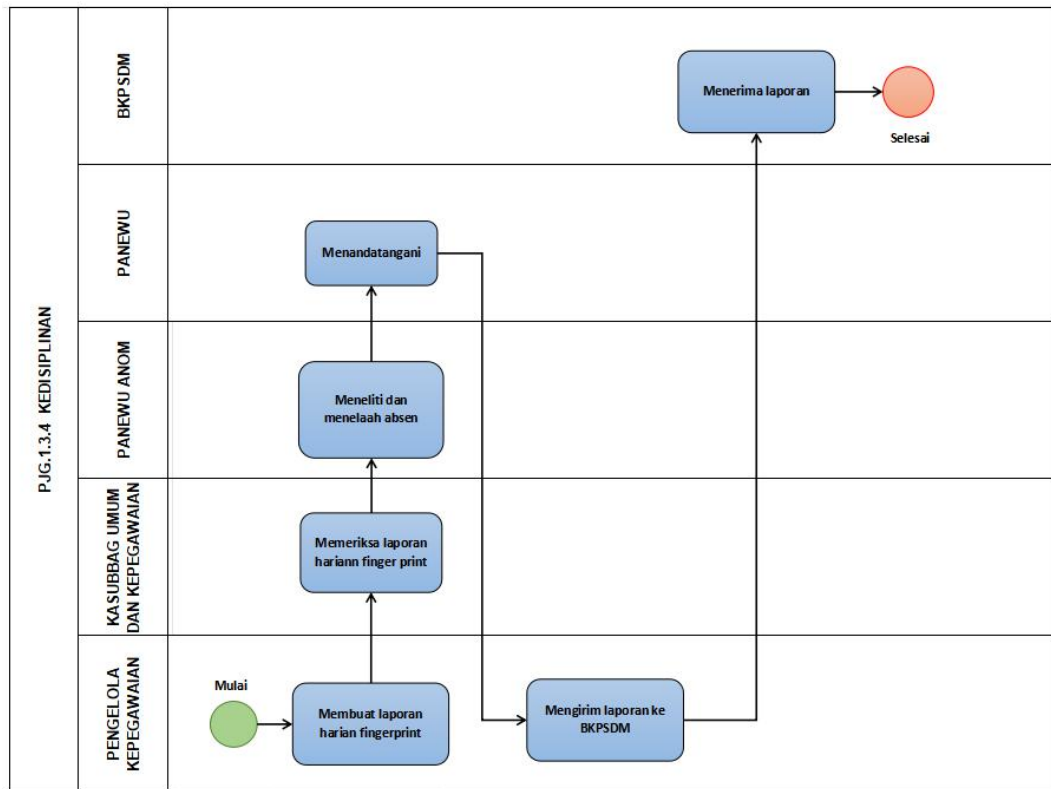 PJG.1.3.4 KEDISIPLINAN
BKPSDM
Menerima laporan
Selesai
PANEWU
Menandatangani
PANEWU ANOM
Meneliti dan
menelaah absen
KASUBBAG UMUM
DAN KEPEGAWAIAN
Memeriksa laporan
hariann finger print
PENGELOLA
KEPEGAWAIAN
Mulai
Membuat laporan
harian fingerprint
Mengirim laporan ke
BKPSDM